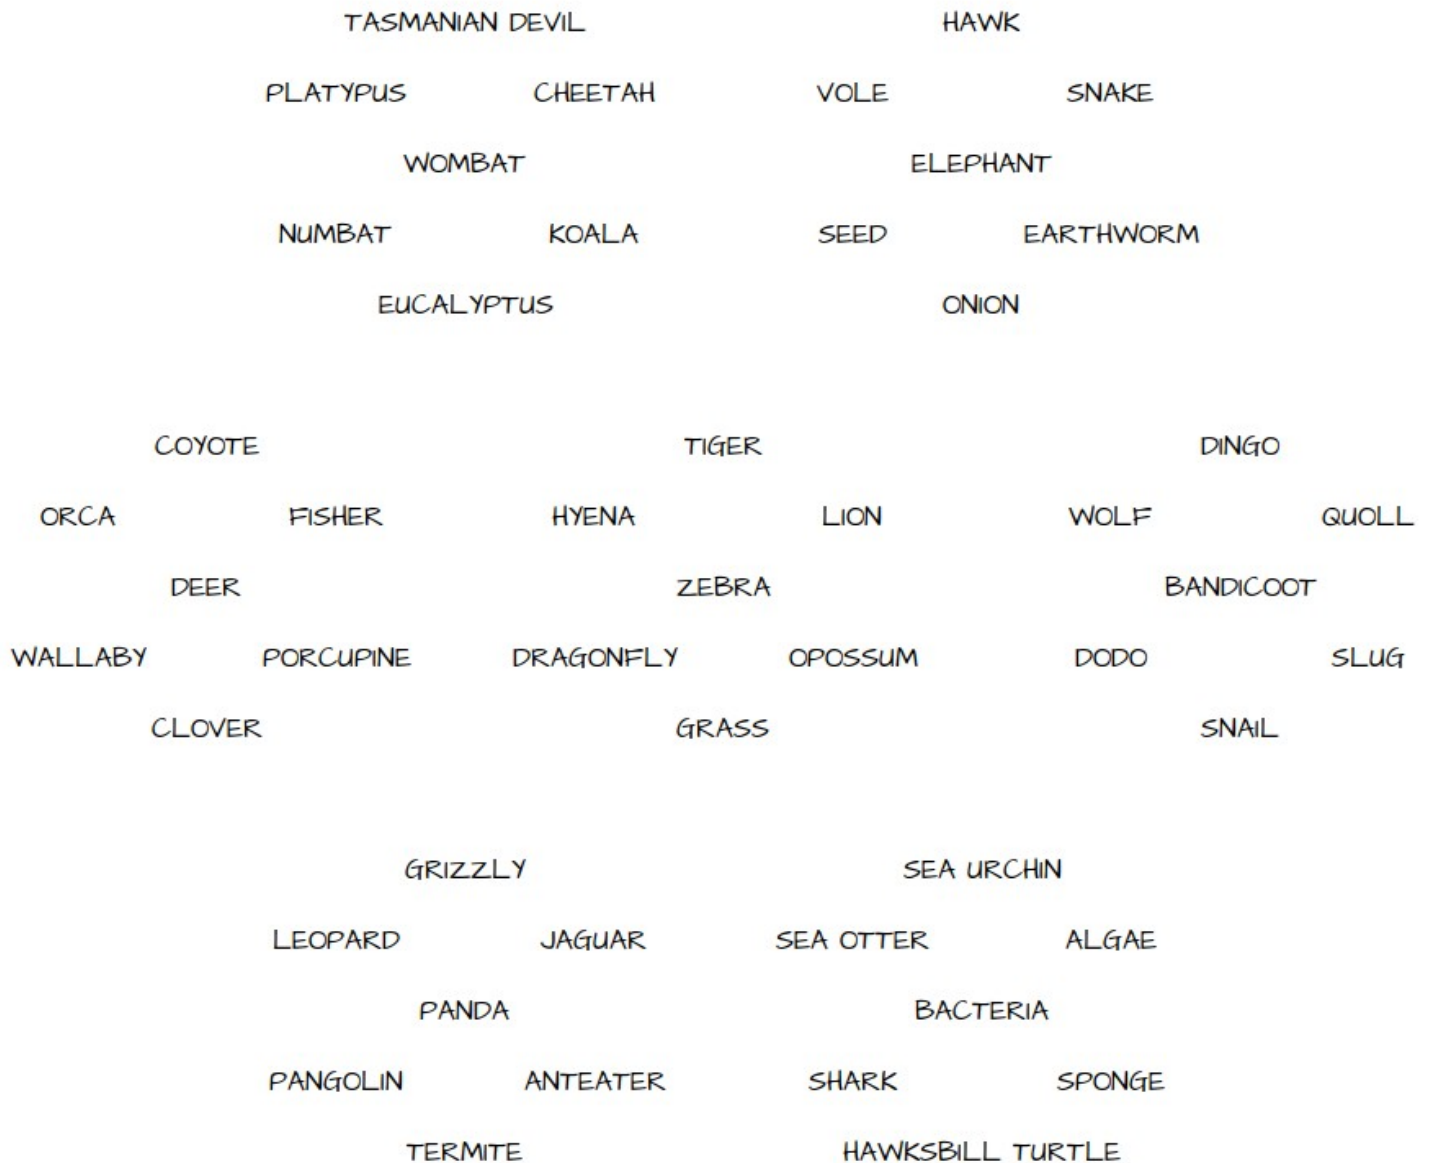 TASMANIAN DEVIL HAWK
PLATYPUS CHEETAH VOLE SNAKE
WOMBAT ELEPHANT
NUMBAT KOALA SEED EARTHWORM
EUCALYPTUS ONION
COYOTE TIGER DINGO
ORCA FISHER HYENA LION WOLF QUOLL
DEER ZEBRA BANDICOOT
WALLABY PORCUPINE DRAGONFLY OPOSSUM DODO SLUG
CLOVER GRASS SNAIL
GRIZZLY SEA URCHIN
LEOPARD JAGUAR SEA OTTER ALGAE
PANDA BACTERIA
PANGOLIN ANTEATER SHARK SPONGE
TERMITE HAWKSBILL TURTLE